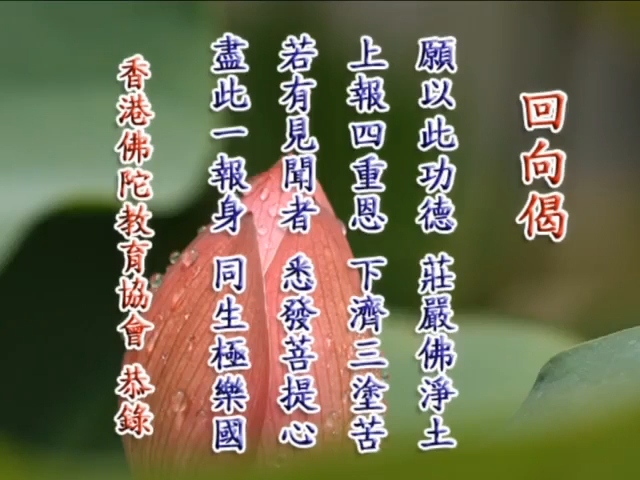 回向偈
願以此功德 莊嚴佛淨土
上報四重恩 下濟三塗苦
若有見聞者 悉發菩提心
盡此一報身 同生極樂國
香港佛陀教育協會 恭錄